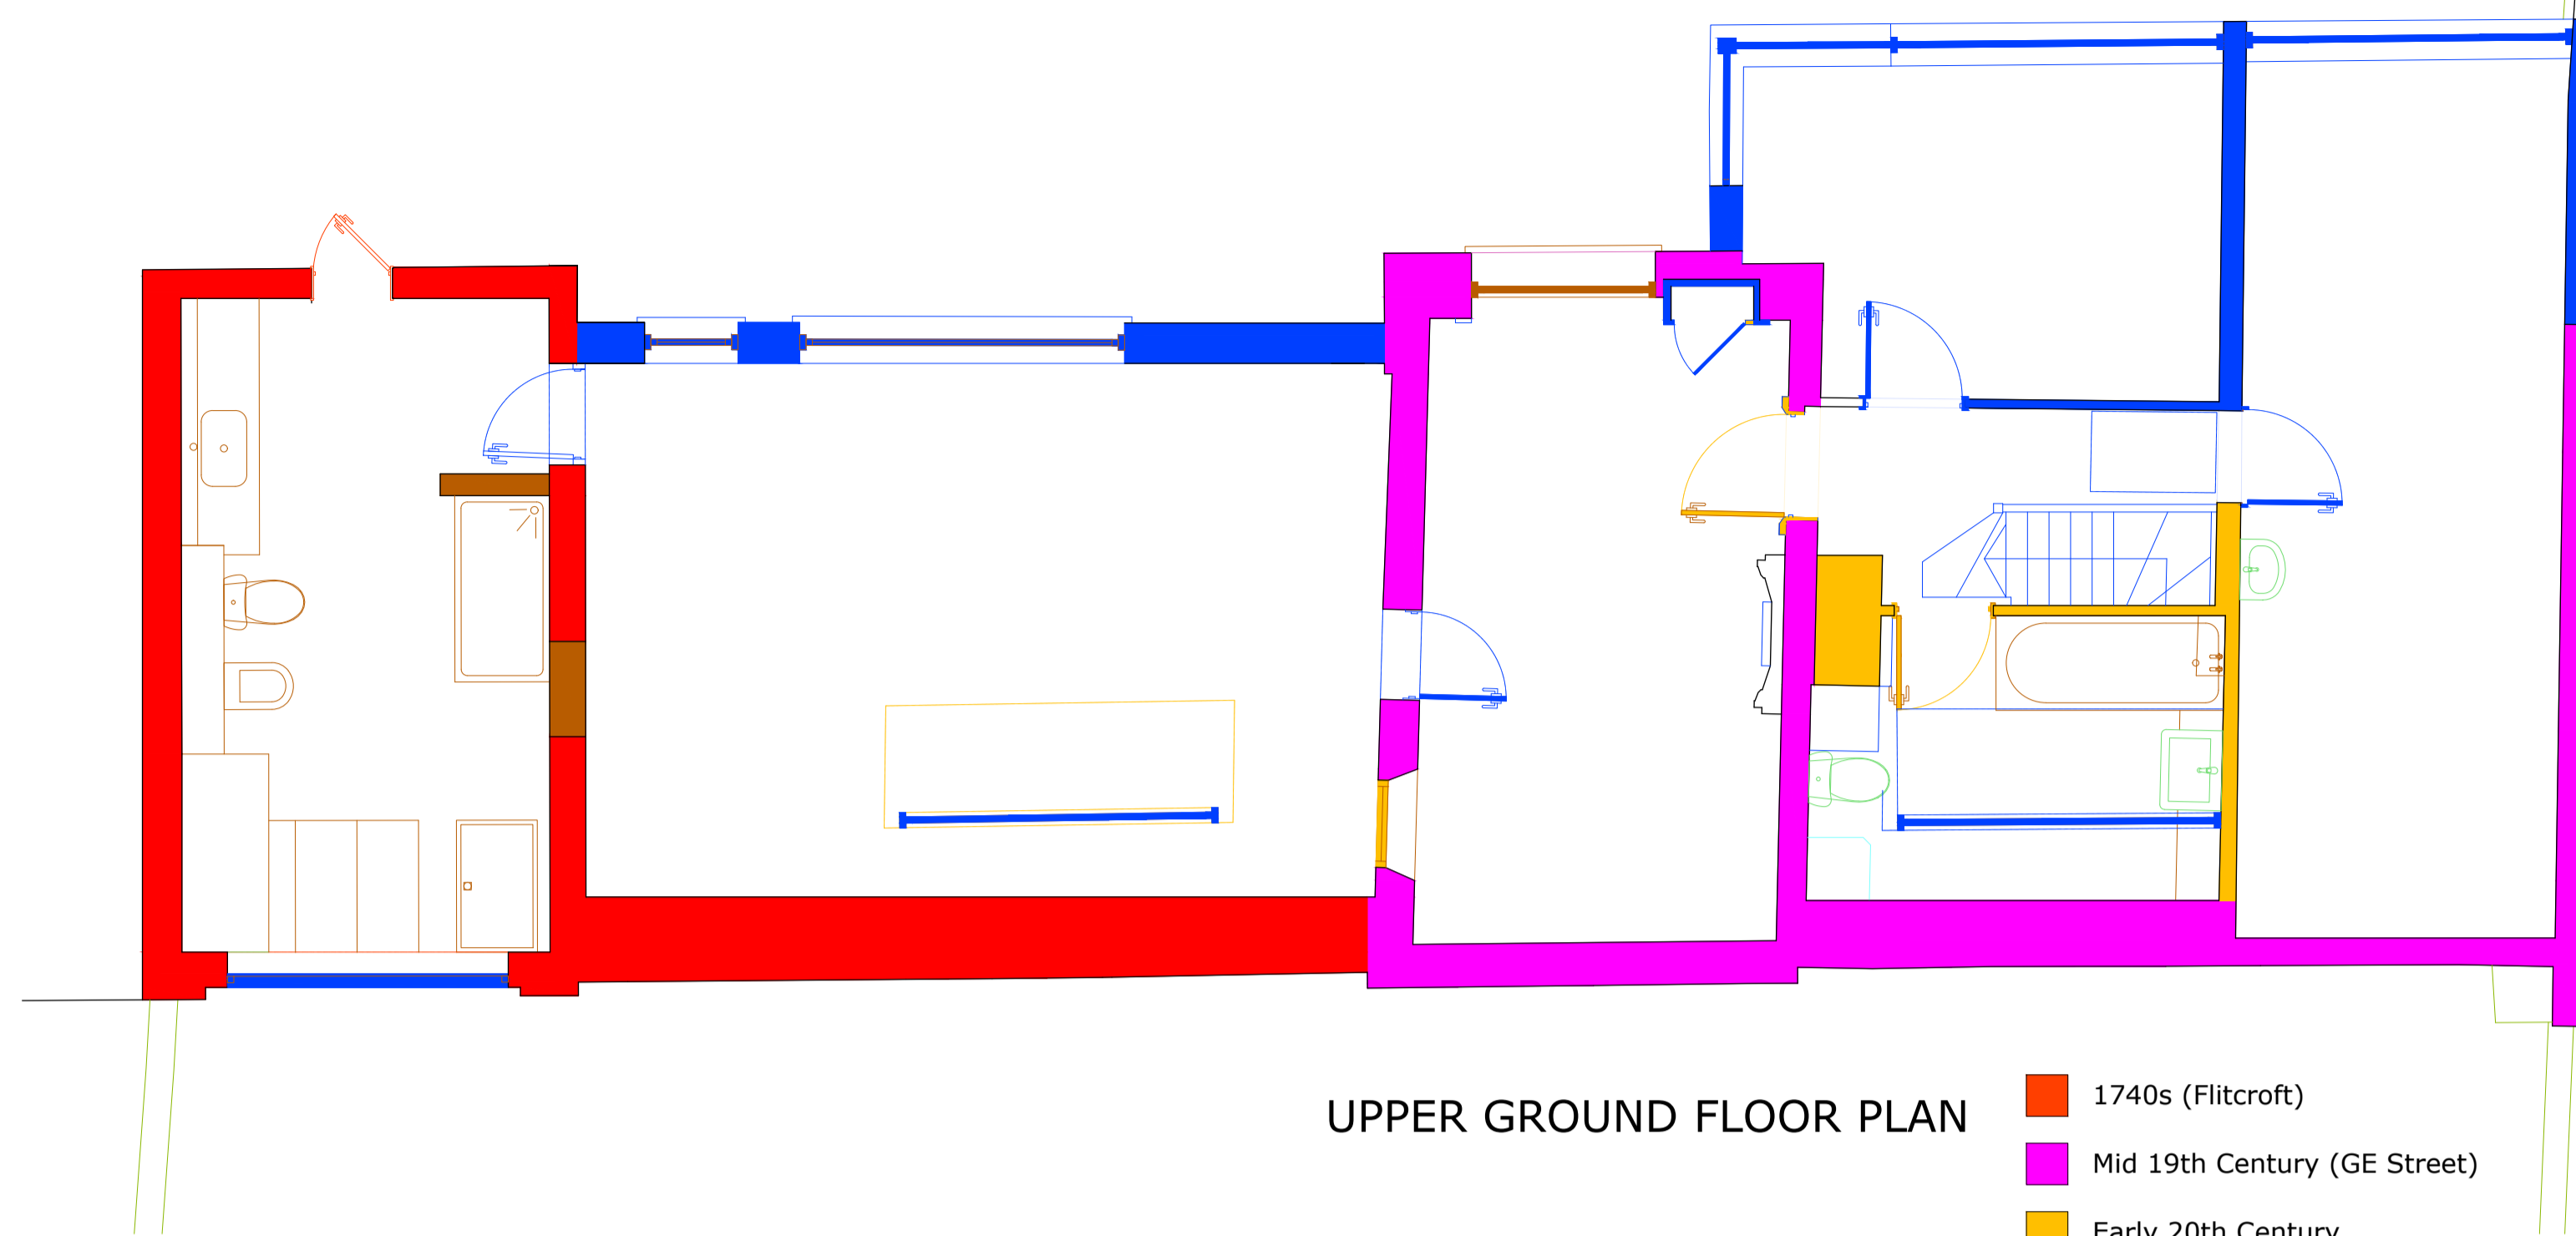 UPPER GROUND FLOOR PLAN
1740s (Flitcroft)
Mid 19th Century (GE Street)
Early 20th Century